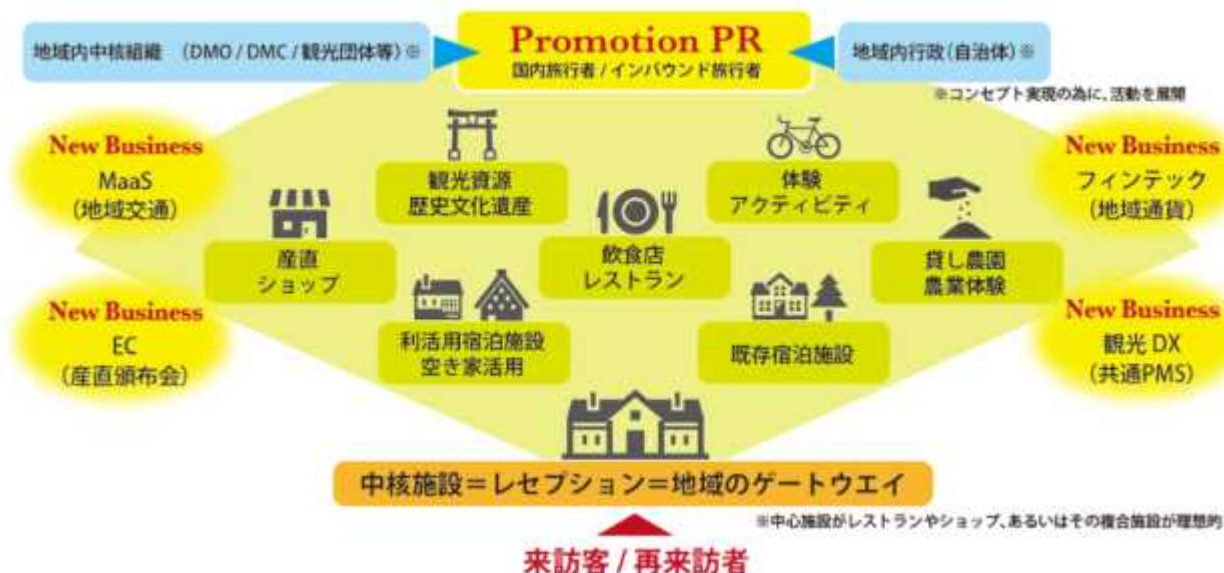 地域内中核組織 （DMO / DMC / 観光団体等）※
Promotion PR
国内旅行者 / インバウンド旅行者
地域内行政（自治体）※
※コンセプト実現の為に、活動を展開
New Business
MaaS
（地域交通）
観光資源
歴史文化遺産
体験
アクティビティ
New Business
フィンテック
（地域通貨）
産直
ショップ
飲食店
レストラン
貸し農園
農業体験
New Business
EC
（産直頒布会）
利活用宿泊施設
空き家活用
既存宿泊施設
New Business
観光 DX
（共通PMS）
中核施設＝レセプション＝地域のゲートウエイ
※中心施設がレストランやショップ、あるいはその複合施設が理想的
来訪客 / 再来訪者